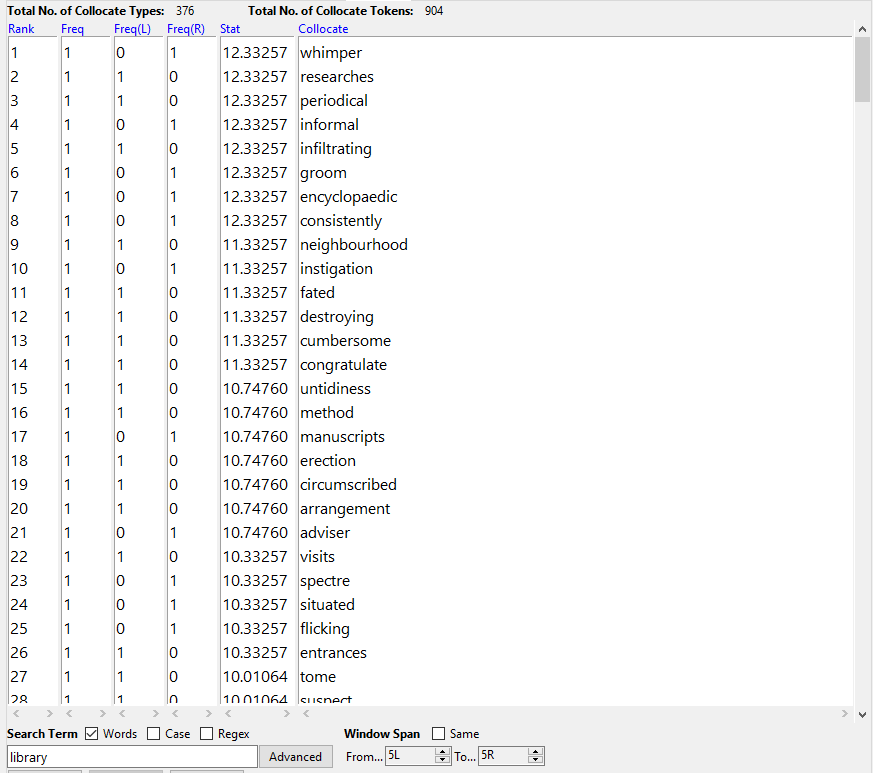 Total No. of Collocate Types: 376 Total No. of Collocate Tokens: 904
Rank Freq Freq(L) Freq(R) Stat Collocate
1 1 0 1 12.33257 whimper
2 1 1 0 12.33257 researches
3 1 1 0 12.33257 periodical
4 1 0 1 12.33257 informal
5 1 1 0 12.33257 infiltrating
6 1 0 1 12.33257 groom
7 1 0 1 12.33257 encyclopaedic
8 1 0 1 12.33257 consistently
9 1 1 0 11.33257 neighbourhood
10 1 0 1 11.33257 instigation
11 1 1 0 11.33257 fated
12 1 1 0 11.33257 destroying
13 1 1 0 11.33257 cumbersome
14 1 1 0 11.33257 congratulate
15 1 1 0 10.74760 untidiness
16 1 1 0 10.74760 method
17 1 0 1 10.74760 manuscripts
18 1 1 0 10.74760 erection
19 1 1 0 10.74760 circumscribed
20 1 1 0 10.74760 arrangement
21 1 0 1 10.74760 adviser
22 1 1 0 10.33257 visits
23 1 0 1 10.33257 spectre
24 1 0 1 10.33257 situated
25 1 0 1 10.33257 flicking
26 1 1 0 10.33257 entrances
27 1 1 0 10.01064 tome
28 1 1 0 10.01064 suspect
Search Term Words Case Regex Window Span Same
library Advanced From... 5L To... 5R